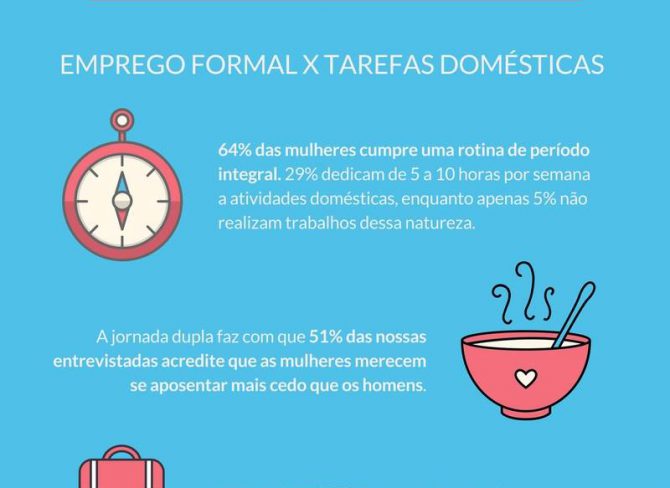 EMPREGO FORMAL X TAREFAS DOMÉSTICAS
64% das mulheres cumpre uma rotina de período
integral. 29% dedicam de 5 a 10 horas por semana
a atividades domésticas, enquanto apenas 5% não
realizam trabalhos dessa natureza.
A jornada dupla faz com que 51% das nossas
entrevistadas acredite que as mulheres merecem
se aposentar mais cedo que os homens.